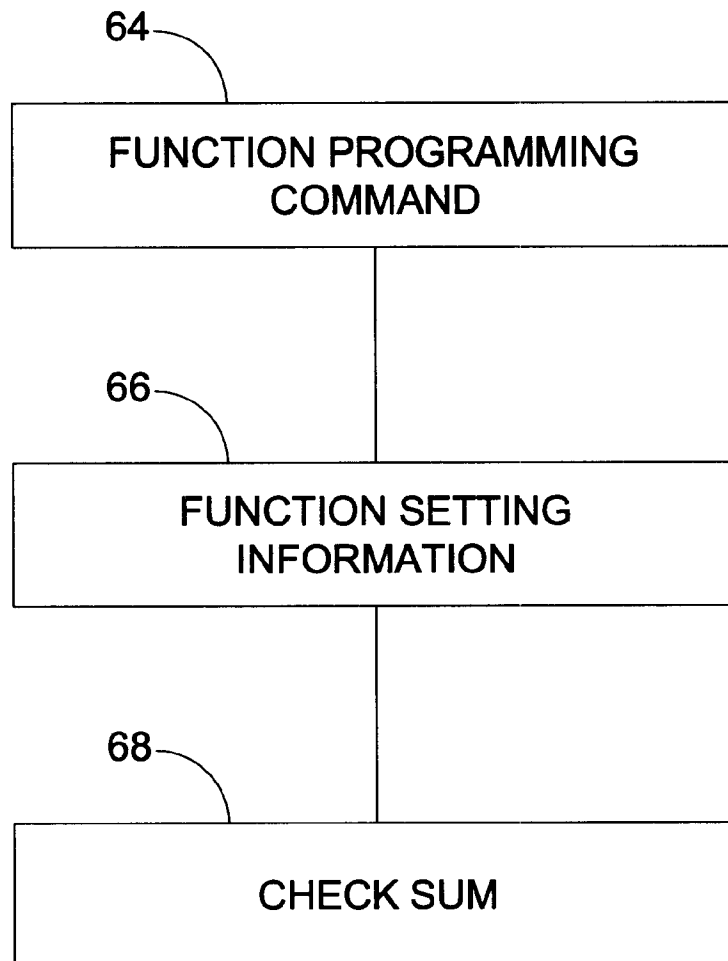 64
FUNCTION PROGRAMMING
COMMAND
66
FUNCTION SETTING
INFORMATION
68
CHECK SUM